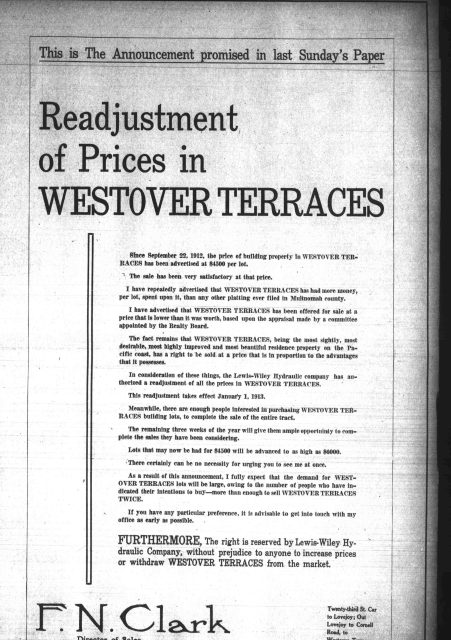 This is The Announcement promised in last Sunday's Paper
Readjustment
of Prices in
WESTOVER TERRACES
Since September 22, 1912, the price of building property in WESTOVER TER-
RACES has been advertised at $4500 per lot.
The sale has been very satisfactory at that price.
I have repeatedly advertised that WESTOVER TERRACES has had more money,
per lot, spent upon it, than any other platting ever filed in Multnomah county.
I have advertised that WESTOVER TERRACES has been offered for sale at a
price that is lower than it was worth, based upon the appraisal made by a committee
appointed by the Realty Board.
The fact remains that WESTOVER TERRACES, being the most sightly, most
desirable, most highly improved and most beautiful residence property on the Pa-
cific coast, has a right to be sold at a price that is in proportion to the advantages
that it possesses.
In consideration of these things, the Lewis-Wiley Hydraulic company has au-
thorized a readjustment of all the prices in WESTOVER TERRACES.
This readjustment takes effect January 1, 1913.
Meanwhile, there are enough people interested in purchasing WESTOVER TER-
RACES building lots, to complete the sale of the entire tract.
The remaining three weeks of the year will give them ample opportunity to com-
plete the sales they have been considering.
Lots that may now be had for $4500 will be advanced to as high as $6000.
There certainly can be no necessity for urging you to see me at once.
As a result of this announcement, I fully expect that the demand for WEST-
OVER TERRACES lots will be large, owing to the number of people who have in-
dicated their intentions to buy—more than enough to sell WESTOVER TERRACES
TWICE.
If you have any particular preference, it is advisable to get into touch with my
office as early as possible.
FURTHERMORE, The right is reserved by Lewis-Wiley Hy-
draulic Company, without prejudice to anyone to increase prices
or withdraw WESTOVER TERRACES from the market.
F. N. Clark
Twenty-third St. Car
to Lovejoy; Out
Lovejoy to Cornell
Road, to
Director of Sales